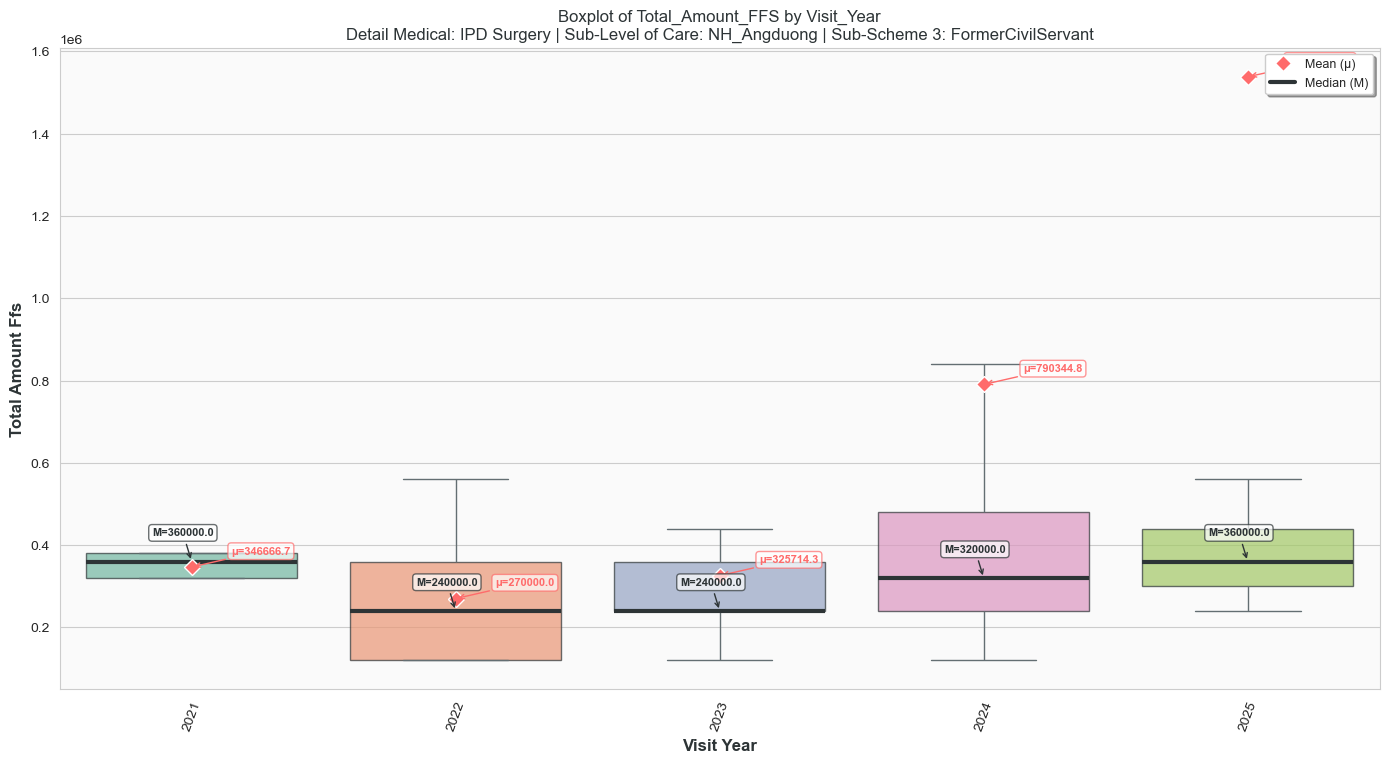 Boxplot of Total_Amount_FFS by Visit_Year
Detail Medical: IPD Surgery | Sub-Level of Care: NH_Angduong | Sub-Scheme 3: FormerCivilServant
1e6
1.6
1.4
1.2
1.0
0.8
0.6
0.4
0.2
Total Amount Ffs
Mean (μ)
Median (M)
M=360000.0
μ=346666.7
M=240000.0
μ=270000.0
M=240000.0
μ=325714.3
M=320000.0
μ=790344.8
M=360000.0
2021
2022
2023
2024
2025
Visit Year